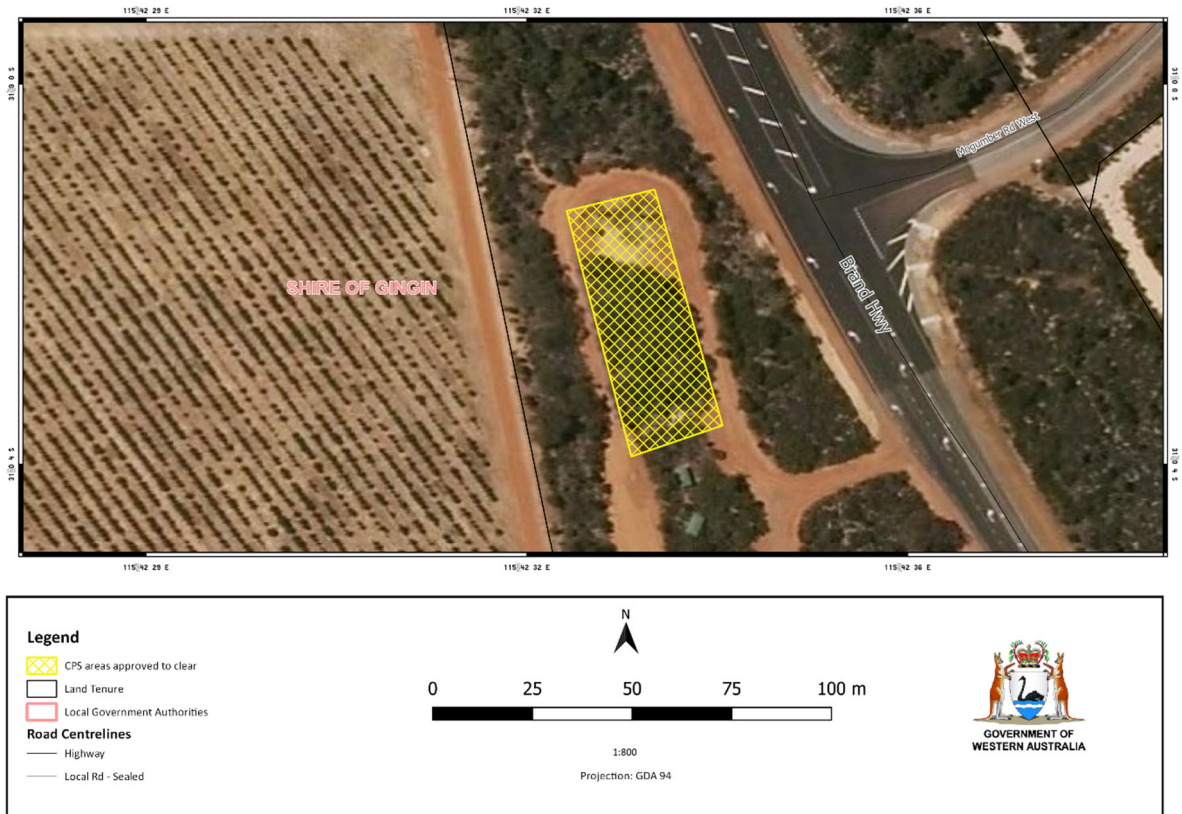 115°42'29"E 115°42'32"E 115°42'36"E
Mogumber Rd West
SHIRE OF GINGIN
Brand Hwy
115°42'29"E 115°42'32"E 115°42'36"E
Legend
CPS areas approved to clear
Land Tenure
Local Government Authorities
Road Centrelines
Highway
Local Rd - Sealed
N
0 25 50 75 100 m
1:800
Projection: GDA 94
GOVERNMENT OF
WESTERN AUSTRALIA